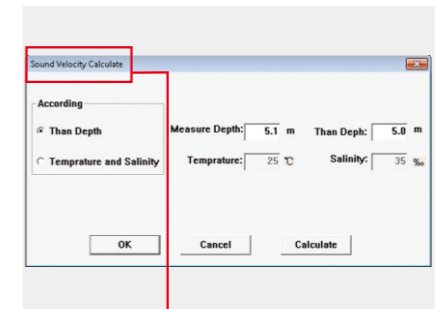 Sound Velocity Calculate
According
Than Depth
Measure Depth: 5.1 m Than Deph: 5.0 m
Temprature and Salinity
Temprature: 25 ℃ Salinity: 35 ‰
OK Cancel Calculate